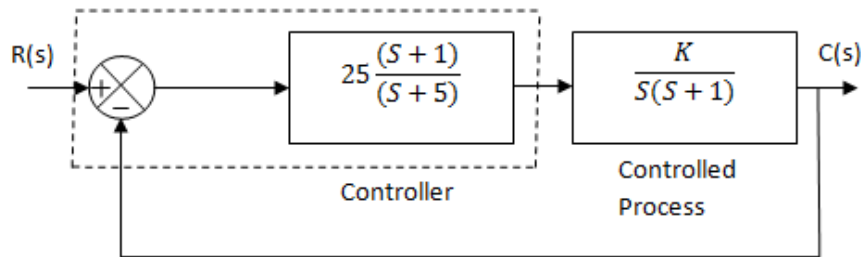 R(s)
+
−
25 (S + 1)/(S + 5)
K/S(S + 1)
C(s)
Controller
Controlled
Process